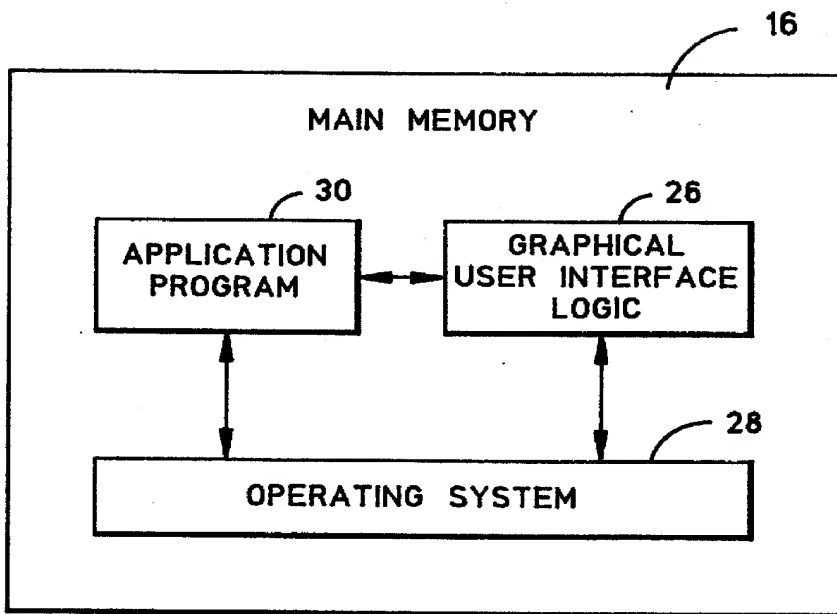 16
MAIN MEMORY
30
26
APPLICATION
PROGRAM
GRAPHICAL
USER INTERFACE
LOGIC
28
OPERATING SYSTEM